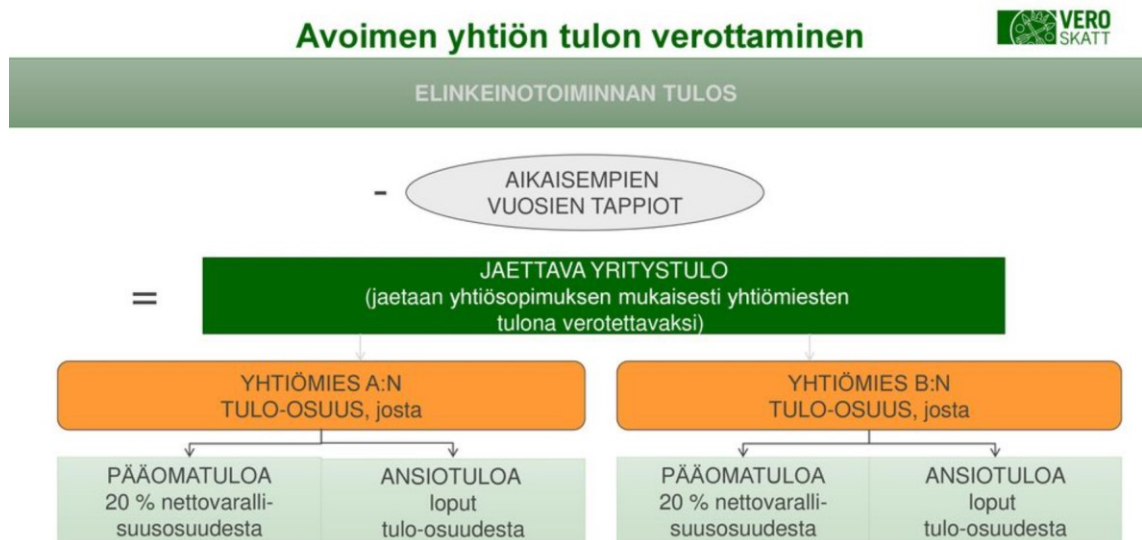 Avoimen yhtiön tulon verottaminen
VERO
SKATT
ELINKEINOTOIMINNAN TULOS
-
AIKAISEMPIEN
VUOSIEN TAPPIOT
=
JAETTAVA YRITYSTULO
(jaetaan yhtiösopimuksen mukaisesti yhtiömiesten
tulona verotettavaksi)
YHTIÖMIES A:N
TULO-OSUUS, josta
YHTIÖMIES B:N
TULO-OSUUS, josta
PÄÄOMATULOA
20 % nettovaralli-
suusosuudesta
ANSIOTULOA
loput
tulo-osuudesta
PÄÄOMATULOA
20 % nettovaralli-
suusosuudesta
ANSIOTULOA
loput
tulo-osuudesta